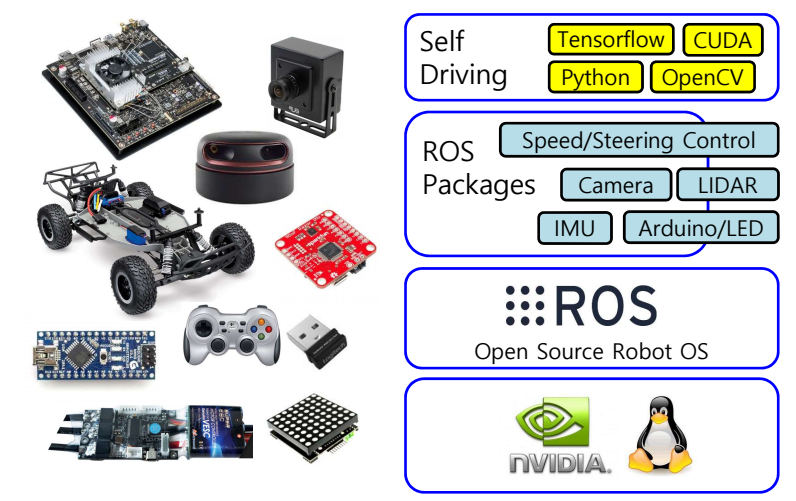 Self
Driving
Tensorflow
CUDA
Python
OpenCV
ROS
Packages
Speed/Steering Control
Camera
LIDAR
IMU
Arduino/LED
ROS
Open Source Robot OS
NVIDIA.
VESC